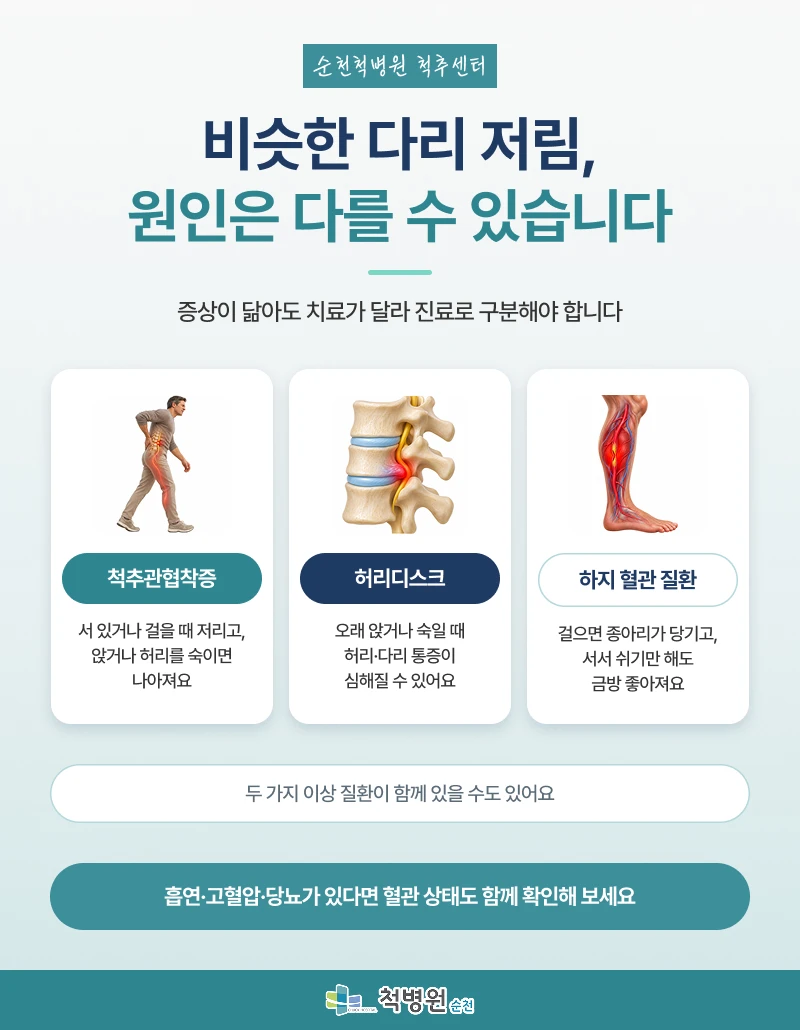 순천척병원 척추센터
비슷한 다리 저림,
원인은 다를 수 있습니다
증상이 닮아도 치료가 달라 진료로 구분해야 합니다
척추관협착증
서 있거나 걸을 때 저리고,
앉거나 허리를 숙이면
나아져요
허리디스크
오래 앉거나 숙일 때
허리·다리 통증이
심해질 수 있어요
하지 혈관 질환
걸으면 종아리가 당기고,
서서 쉬기만 해도
금방 좋아져요
두 가지 이상 질환이 함께 있을 수도 있어요
흡연·고혈압·당뇨가 있다면 혈관 상태도 함께 확인해 보세요
척병원 순천